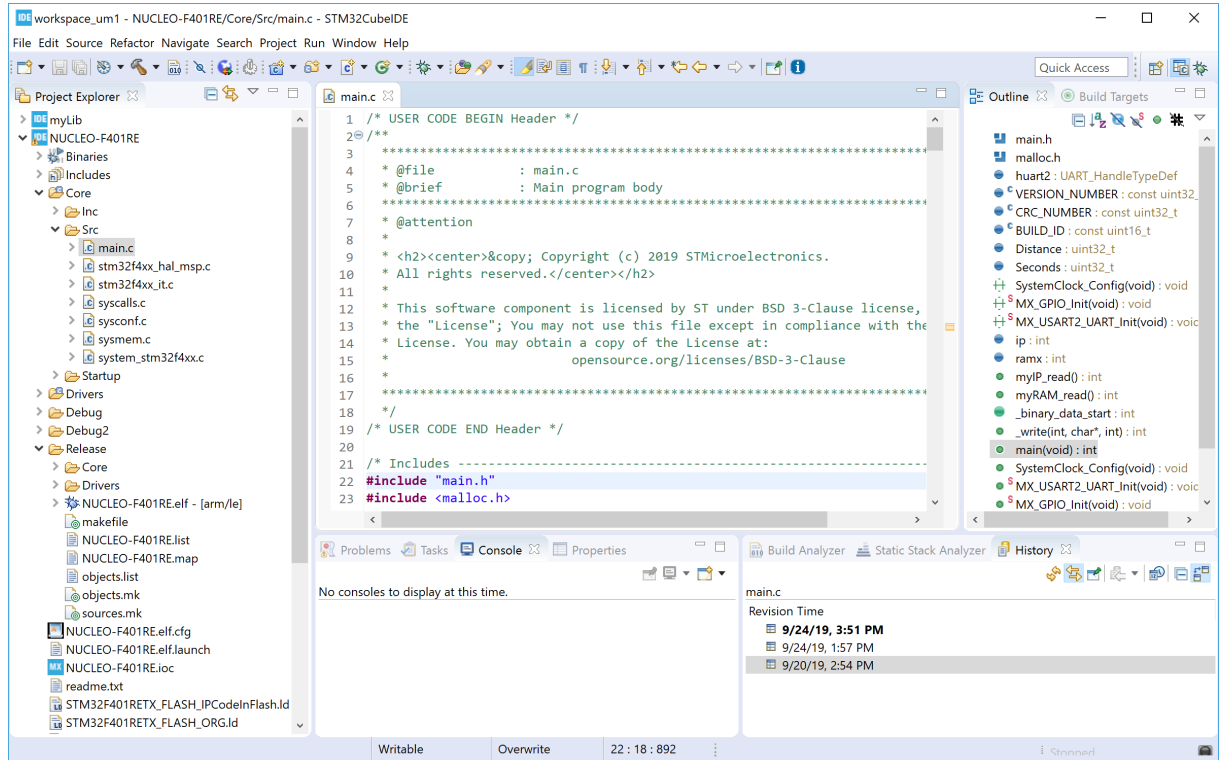 IDE workspace_um1 - NUCLEO-F401RE/Core/Src/main.c - STM32CubeIDE
File Edit Source Refactor Navigate Search Project Run Window Help
Quick Access
Project Explorer
myLib
NUCLEO-F401RE
Binaries
Includes
Core
Inc
Src
main.c
stm32f4xx_hal_msp.c
stm32f4xx_it.c
syscalls.c
sysconf.c
sysmem.c
system_stm32f4xx.c
Startup
Drivers
Debug
Debug2
Release
Core
Drivers
NUCLEO-F401RE.elf - [arm/le]
makefile
NUCLEO-F401RE.list
NUCLEO-F401RE.map
objects.list
objects.mk
sources.mk
NUCLEO-F401RE.elf.cfg
NUCLEO-F401RE.elf.launch
MX NUCLEO-F401RE.ioc
readme.txt
STM32F401RETX_FLASH_IPCodeInFlash.ld
STM32F401RETX_FLASH_ORG.ld
main.c
1 /* USER CODE BEGIN Header */
2 /**
3 ******************************************************************************
4 * @file : main.c
5 * @brief : Main program body
6 ******************************************************************************
7 * @attention
8 *
9 * <h2><center>&copy; Copyright (c) 2019 STMicroelectronics.
10 * All rights reserved.</center></h2>
11 *
12 * This software component is licensed by ST under BSD 3-Clause license,
13 * the "License"; You may not use this file except in compliance with the
14 * License. You may obtain a copy of the License at:
15 * opensource.org/licenses/BSD-3-Clause
16 *
17 ******************************************************************************
18 */
19 /* USER CODE END Header */
20
21 /* Includes ------------------------------------------------------------------
22 #include "main.h"
23 #include <malloc.h>
Outline Build Targets
main.h
malloc.h
huart2 : UART_HandleTypeDef
VERSION_NUMBER : const uint32_
CRC_NUMBER : const uint32_t
BUILD_ID : const uint16_t
Distance : uint32_t
Seconds : uint32_t
SystemClock_Config(void) : void
MX_GPIO_Init(void) : void
MX_USART2_UART_Init(void) : voic
ip : int
ramx : int
myIP_read() : int
myRAM_read() : int
_binary_data_start : int
_write(int, char*, int) : int
main(void) : int
SystemClock_Config(void) : void
MX_USART2_UART_Init(void) : voic
MX_GPIO_Init(void) : void
Problems Tasks Console Properties
No consoles to display at this time.
Build Analyzer Static Stack Analyzer History
main.c
Revision Time
9/24/19, 3:51 PM
9/24/19, 1:57 PM
9/20/19, 2:54 PM
Writable Overwrite 22 : 18 : 892
Stopped